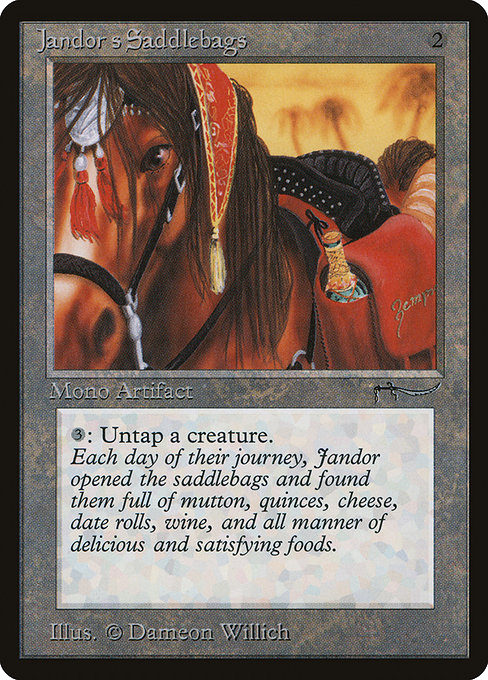 Jandor's Saddlebags 2
Mono Artifact
3: Untap a creature.
Each day of their journey, Jandor
opened the saddlebags and found
them full of mutton, quinces, cheese,
date rolls, wine, and all manner of
delicious and satisfying foods.
Illus. © Dameon Willich